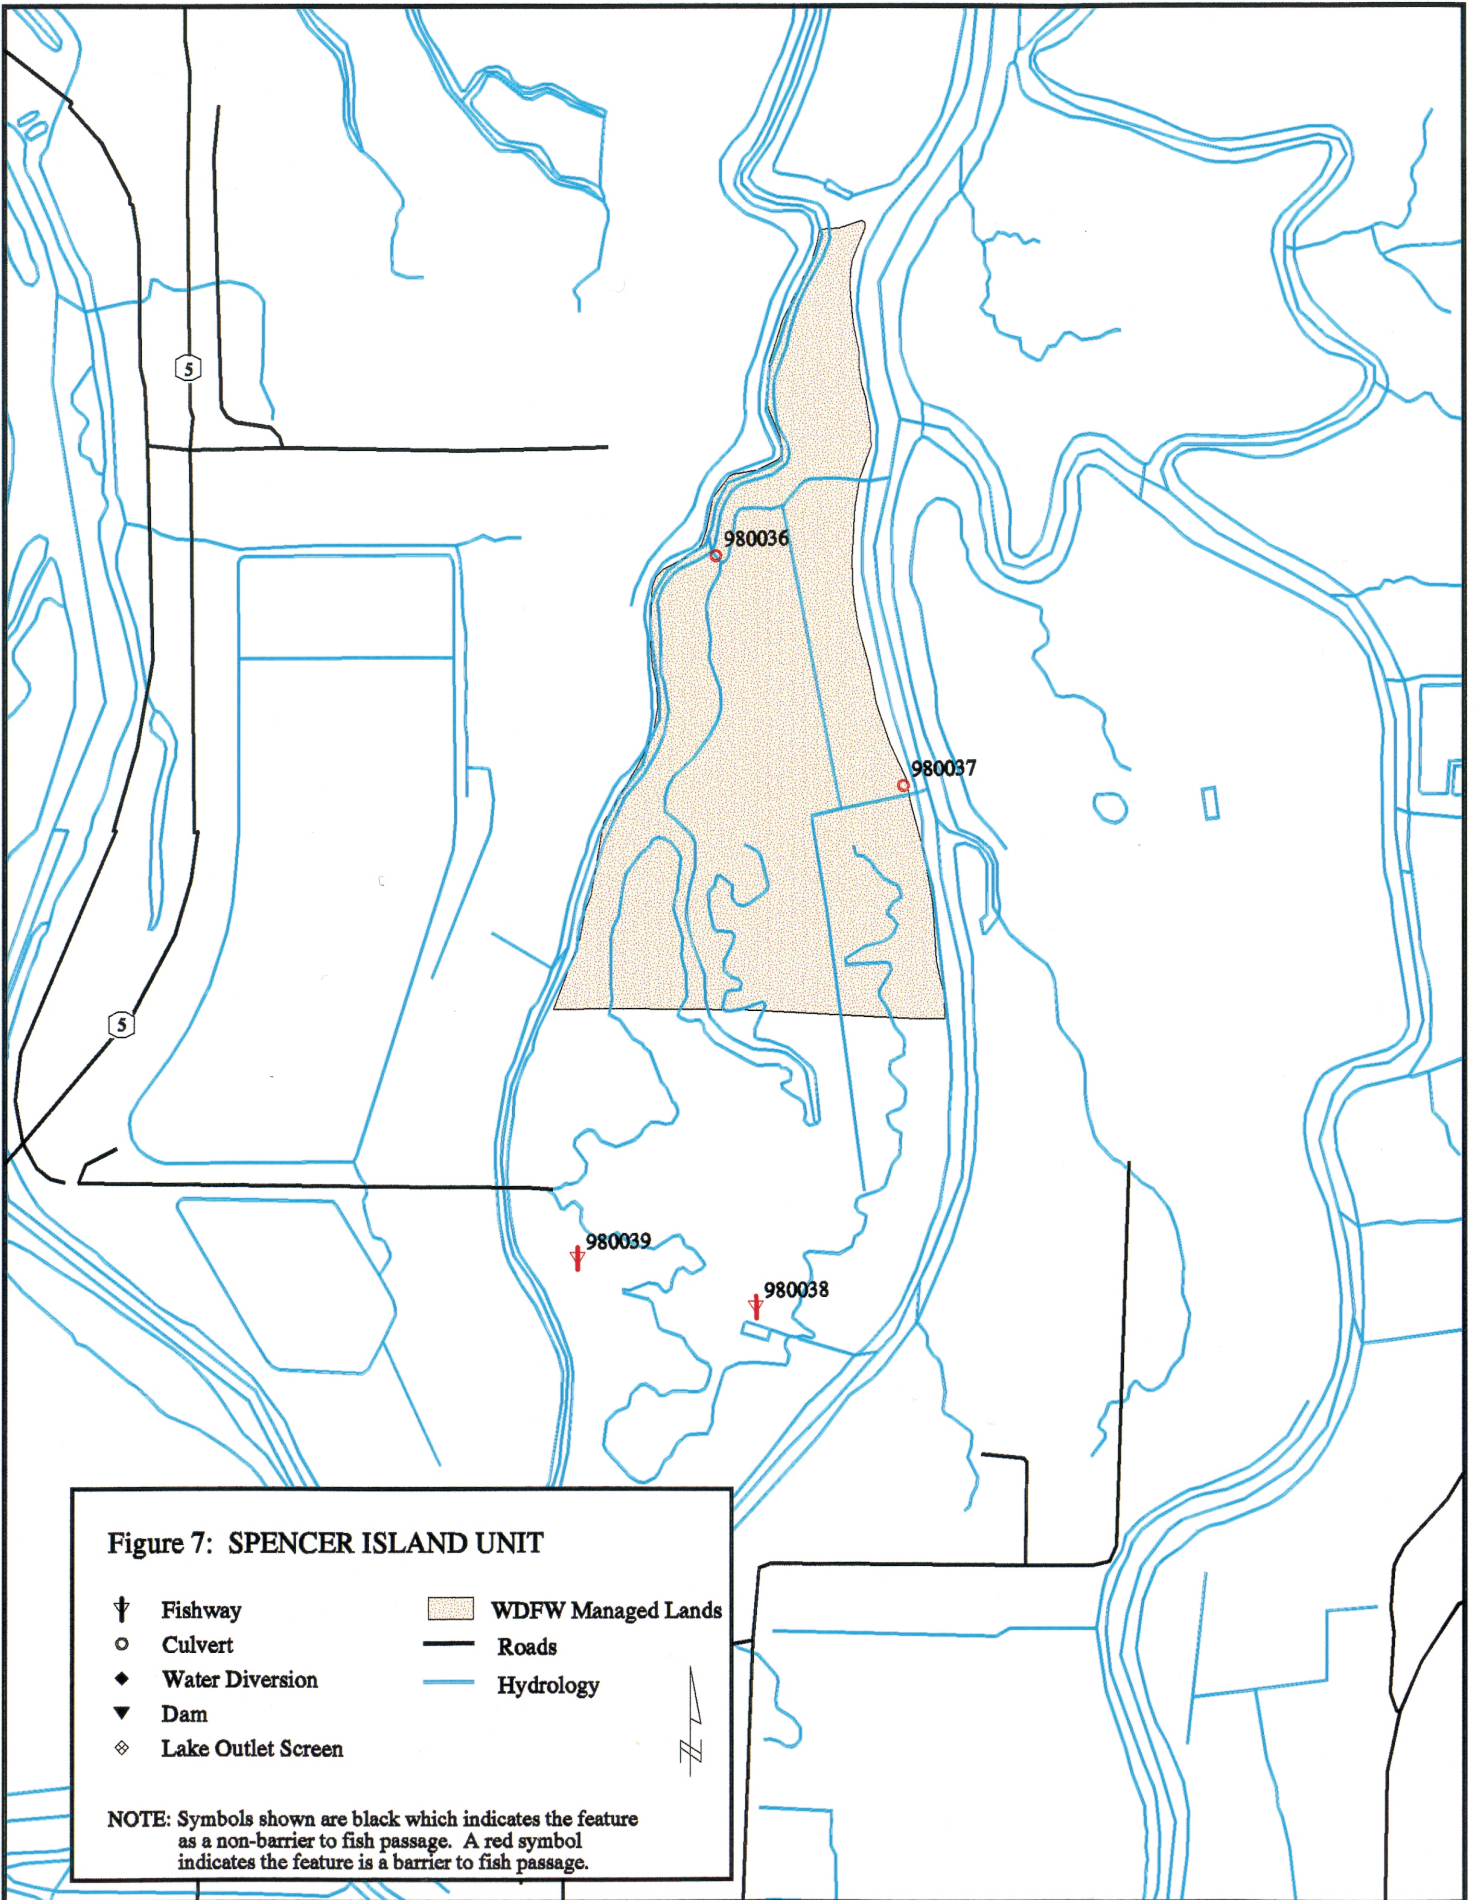 5
980036
980037
5
980039
980038
Figure 7: SPENCER ISLAND UNIT
Fishway
WDFW Managed Lands
Culvert
Roads
Water Diversion
Hydrology
Dam
Lake Outlet Screen
N
NOTE: Symbols shown are black which indicates the feature
as a non-barrier to fish passage. A red symbol
indicates the feature is a barrier to fish passage.